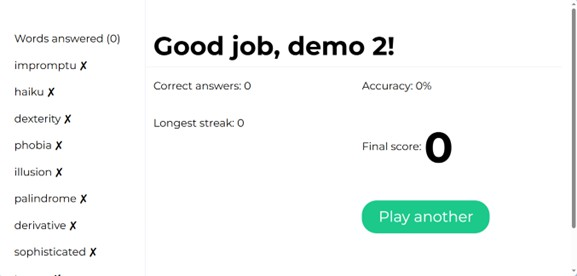 Words answered (0)
impromptu ✗
haiku ✗
dexterity ✗
phobia ✗
illusion ✗
palindrome ✗
derivative ✗
sophisticated ✗
Good job, demo 2!
Correct answers: 0
Accuracy: 0%
Longest streak: 0
Final score: 0
Play another